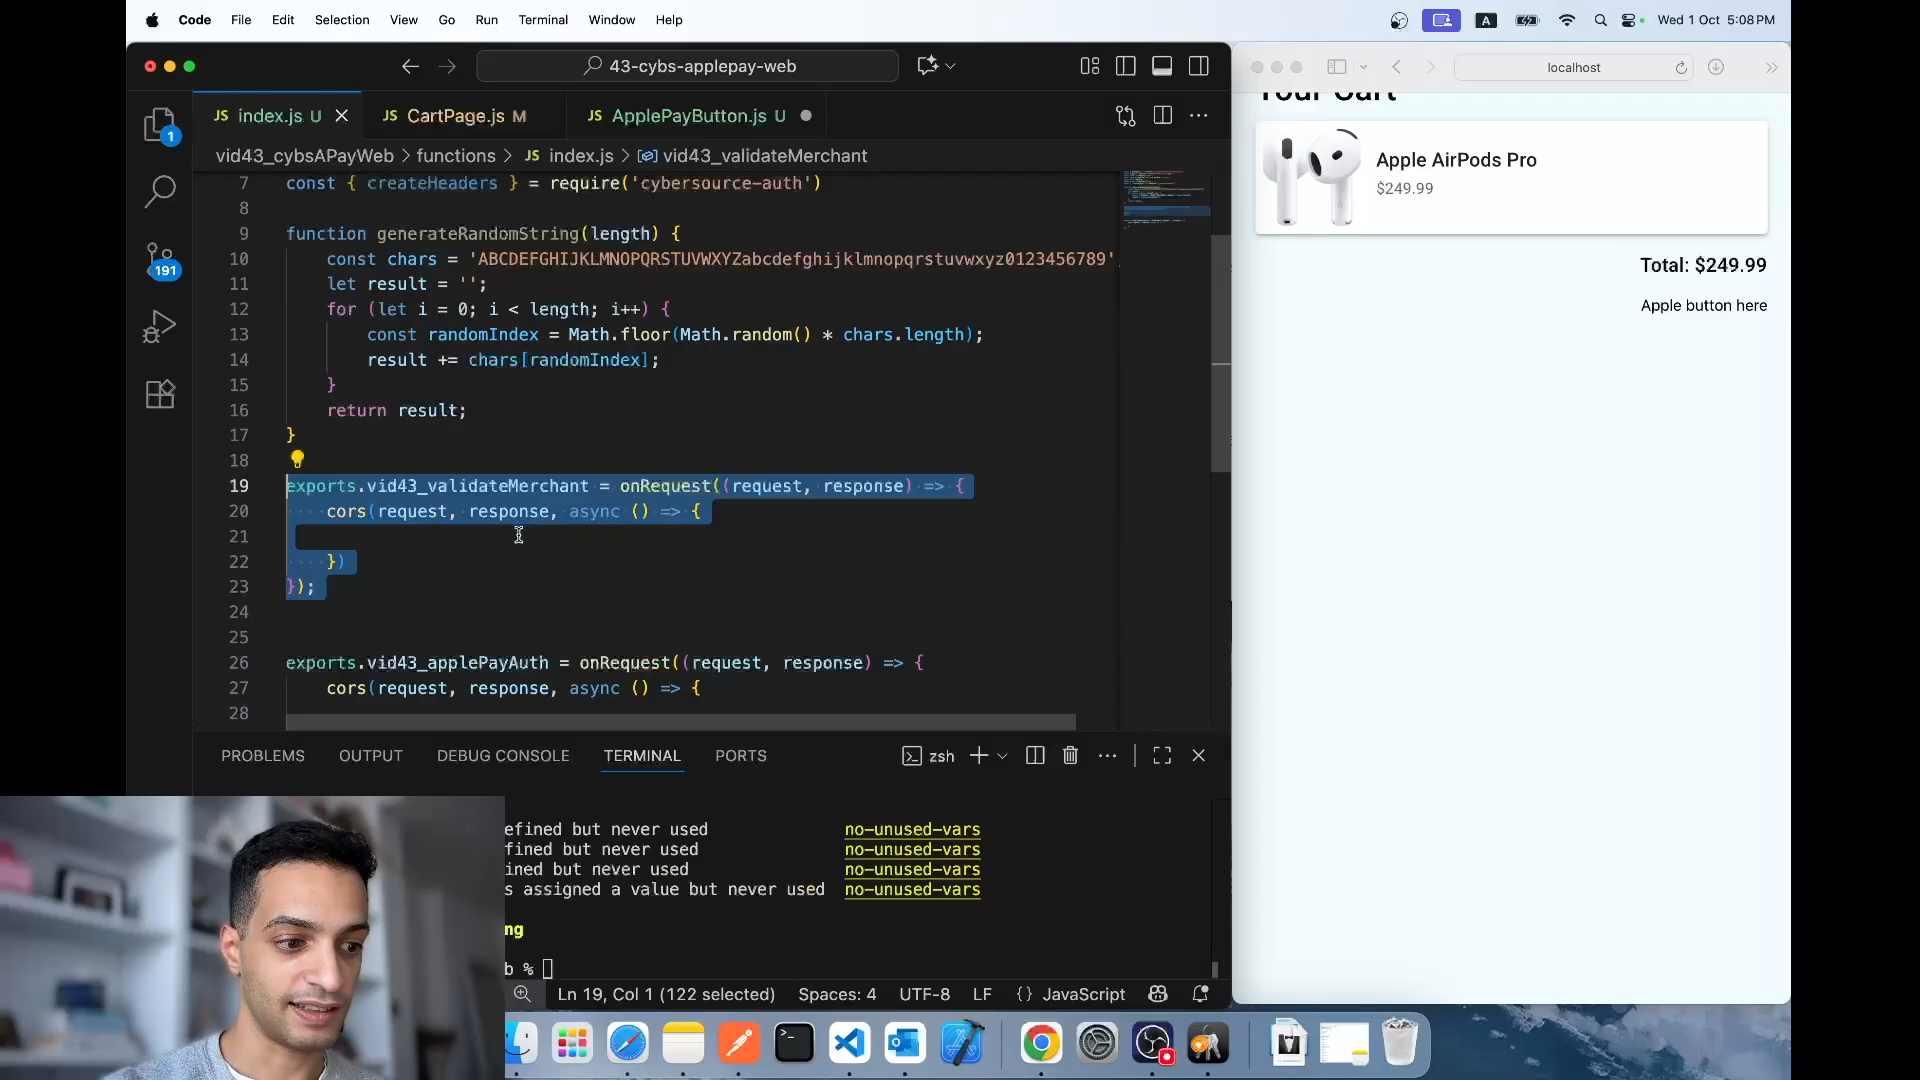 Code File Edit Selection View Go Run Terminal Window Help
A Wed 1 Oct 5:08 PM
43-cybs-applepay-web
localhost
JS index.js U
JS CartPage.js M
JS ApplePayButton.js U
vid43_cybsAPayWeb > functions > JS index.js > vid43_validateMerchant
1
191
7 const { createHeaders } = require('cybersource-auth')
8
9 function generateRandomString(length) {
10 const chars = 'ABCDEFGHIJKLMNOPQRSTUVWXYZabcdefghijklmnopqrstuvwxyz0123456789'
11 let result = '';
12 for (let i = 0; i < length; i++) {
13 const randomIndex = Math.floor(Math.random() * chars.length);
14 result += chars[randomIndex];
15 }
16 return result;
17 }
18
19 exports.vid43_validateMerchant = onRequest((request, response) => {
20 cors(request, response, async () => {
21
22 })
23 });
24
25
26 exports.vid43_applePayAuth = onRequest((request, response) => {
27 cors(request, response, async () => {
28
PROBLEMS OUTPUT DEBUG CONSOLE TERMINAL PORTS
zsh
efined but never used no-unused-vars
fined but never used no-unused-vars
ined but never used no-unused-vars
s assigned a value but never used no-unused-vars
ng
b %
Ln 19, Col 1 (122 selected) Spaces: 4 UTF-8 LF {} JavaScript
Your Cart
Apple AirPods Pro
$249.99
Total: $249.99
Apple button here